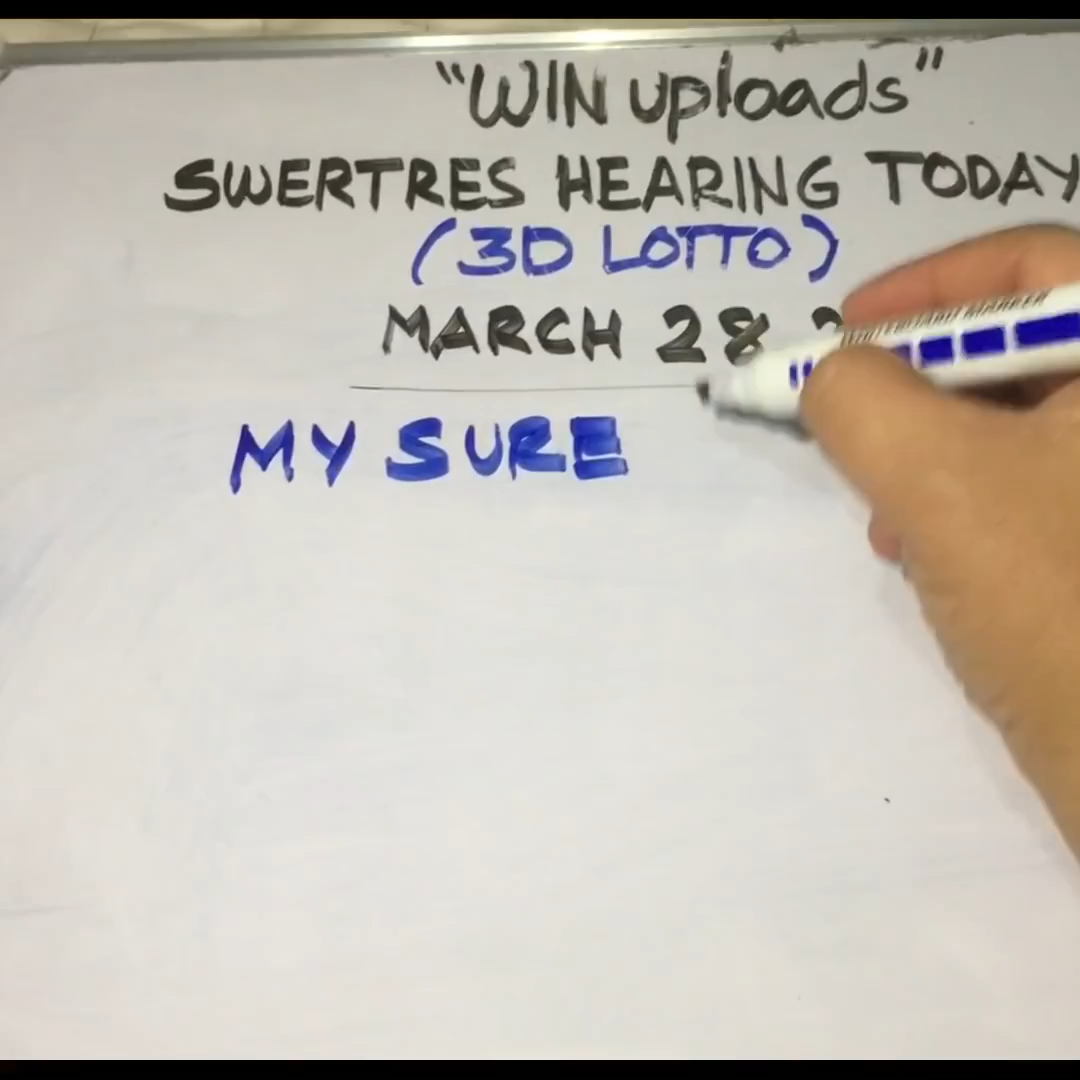 "WIN uploads"
SWERTRES HEARING TODAY
(3D LOTTO)
MARCH 28
MY SURE